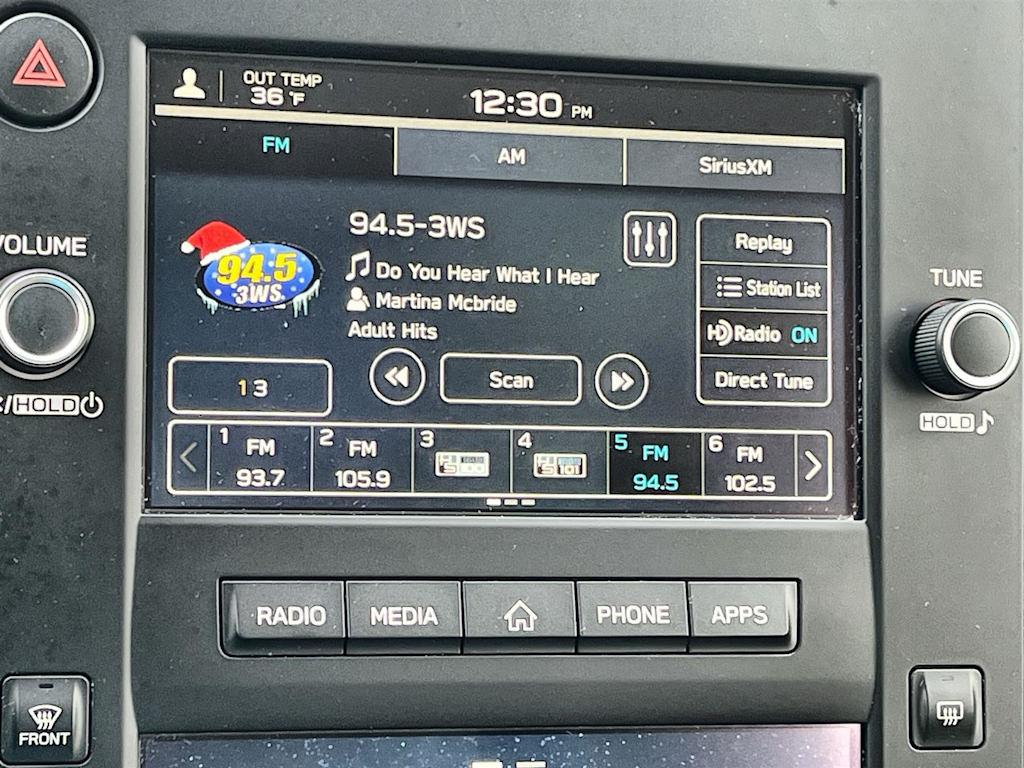 OUT TEMP
36 °F
12:30 PM
FM
AM
SiriusXM
VOLUME
94.5-3WS
Do You Hear What I Hear
Martina Mcbride
Adult Hits
94.5
3WS
Replay
Station List
HD Radio ON
Direct Tune
TUNE
HOLD
HOLD
1 3
Scan
1 FM
93.7
2 FM
105.9
3
4
5 FM
94.5
6 FM
102.5
RADIO
MEDIA
PHONE
APPS
FRONT